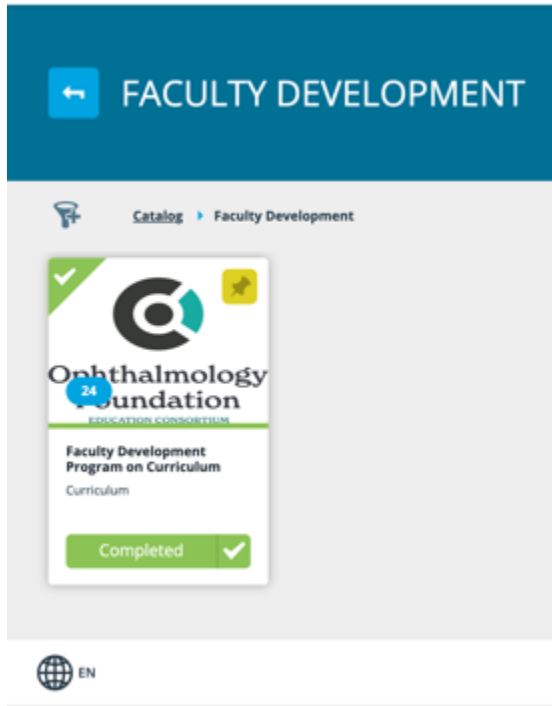 FACULTY DEVELOPMENT
Catalog Faculty Development
Ophthalmology
24 Foundation
EDUCATION CONSORTIUM
Faculty Development
Program on Curriculum
Curriculum
Completed
EN